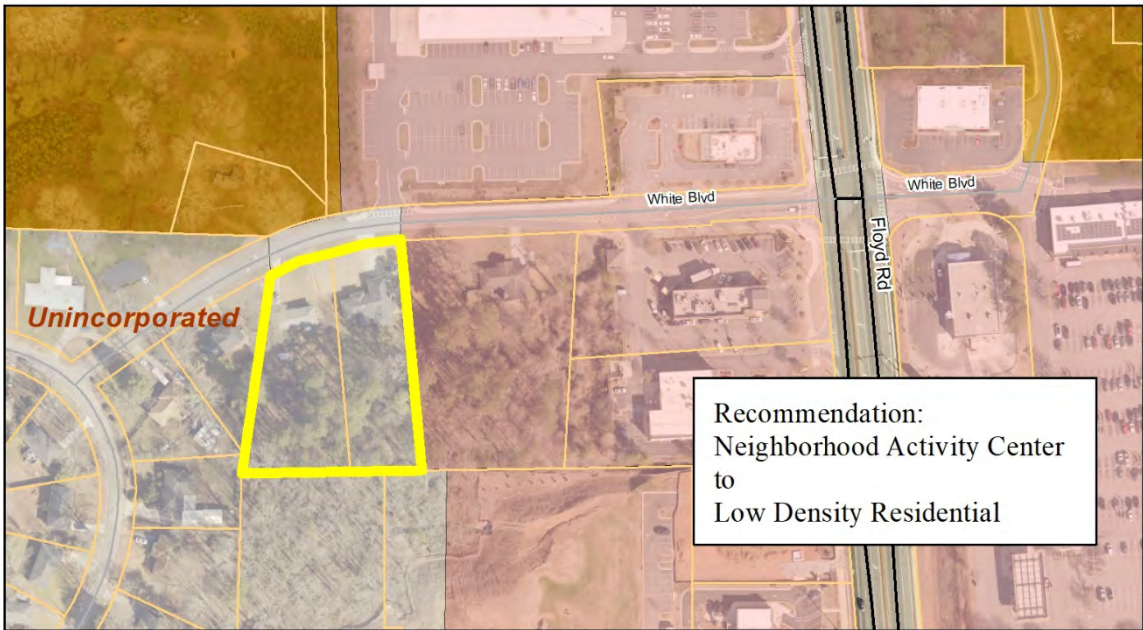 White Blvd
White Blvd
Floyd Rd
Unincorporated
Recommendation:
Neighborhood Activity Center
to
Low Density Residential